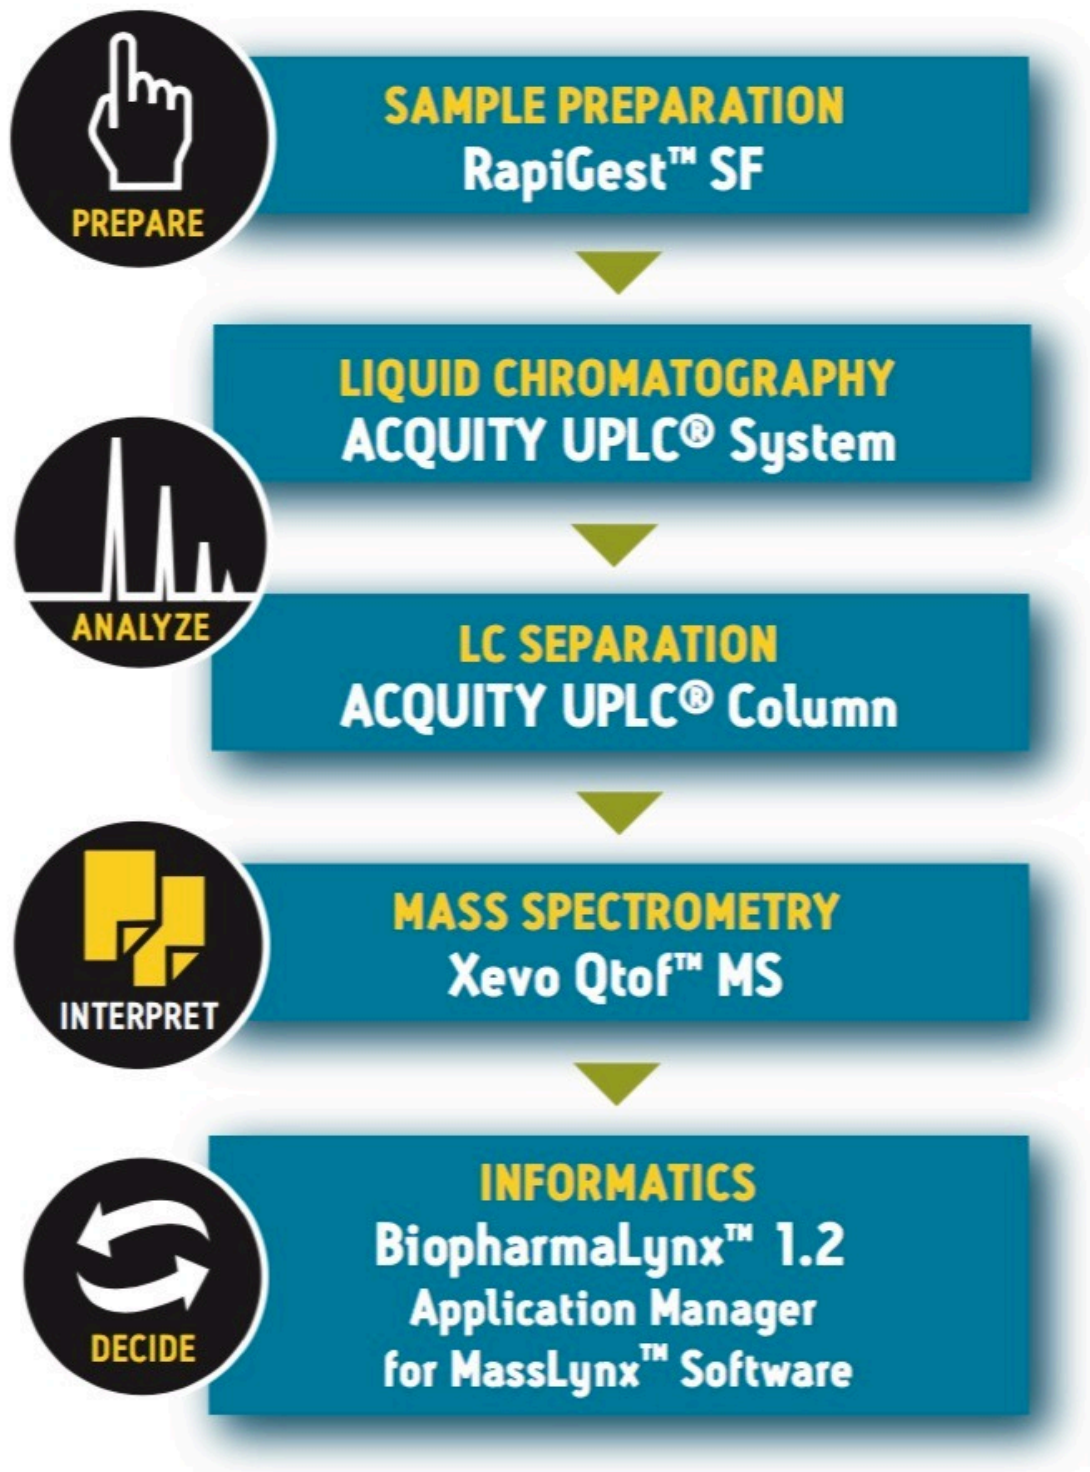 PREPARE
SAMPLE PREPARATION
RapiGest™ SF
LIQUID CHROMATOGRAPHY
ACQUITY UPLC® System
ANALYZE
LC SEPARATION
ACQUITY UPLC® Column
MASS SPECTROMETRY
Xevo Qtof™ MS
INTERPRET
INFORMATICS
BiopharmaLynx™ 1.2
Application Manager
for MassLynx™ Software
DECIDE